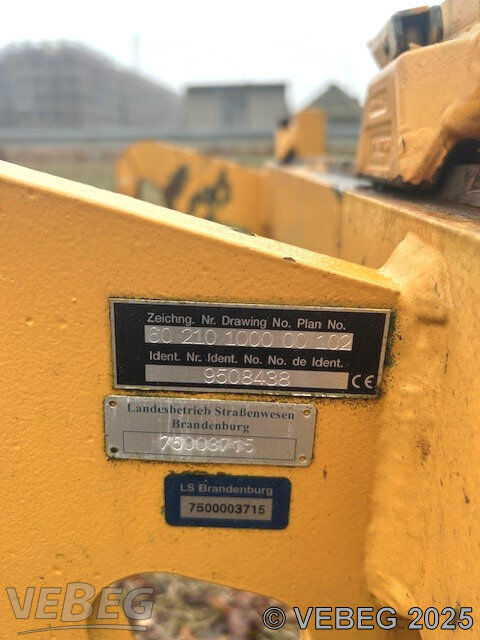 Zeichng. Nr. Drawing No. Plan No.
60 210 1000 00 102
Ident. Nr. Ident. No. No. de Ident.
9508438 CE
Landesbetrieb Straßenwesen
Brandenburg
75003715
LS Brandenburg
7500003715
VEBEG
© VEBEG 2025